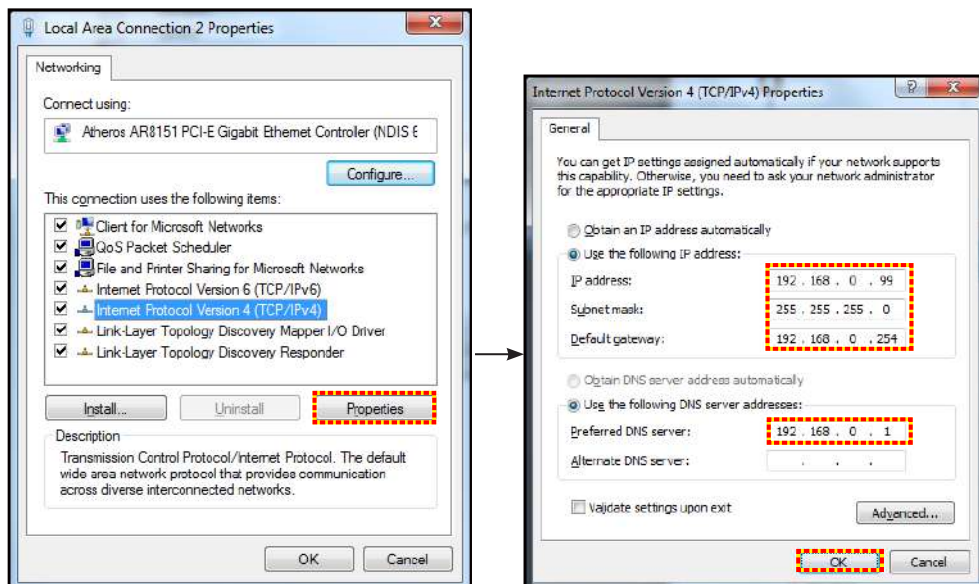 Local Area Connection 2 Properties
Networking
Connect using:
Atheros AR8151 PCI-E Gigabit Ethernet Controller (NDIS 6
Configure...
This connection uses the following items:
Client for Microsoft Networks
QoS Packet Scheduler
File and Printer Sharing for Microsoft Networks
Internet Protocol Version 6 (TCP/IPv6)
Internet Protocol Version 4 (TCP/IPv4)
Link-Layer Topology Discovery Mapper I/O Driver
Link-Layer Topology Discovery Responder
Install... Uninstall Properties
Description
Transmission Control Protocol/Internet Protocol. The default
wide area network protocol that provides communication
across diverse interconnected networks.
OK Cancel
Internet Protocol Version 4 (TCP/IPv4) Properties
General
You can get IP settings assigned automatically if your network supports
this capability. Otherwise, you need to ask your network administrator
for the appropriate IP settings.
Obtain an IP address automatically
Use the following IP address:
IP address: 192 . 168 . 0 . 99
Subnet mask: 255 . 255 . 255 . 0
Default gateway: 192 . 168 . 0 . 254
Obtain DNS server address automatically
Use the following DNS server addresses:
Preferred DNS server: 192 . 168 . 0 . 1
Alternate DNS server: . . .
Validate settings upon exit
Advanced...
OK Cancel